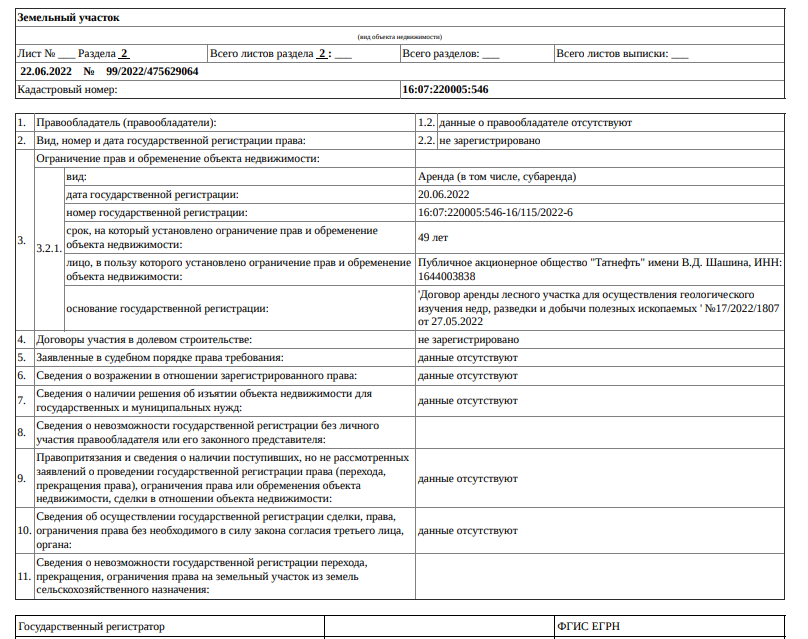 Земельный участок
(вид объекта недвижимости)
Лист № ___ Раздела 2 Всего листов раздела 2 : ___ Всего разделов: ___ Всего листов выписки: ___
22.06.2022 № 99/2022/475629064
Кадастровый номер: 16:07:220005:546
1. Правообладатель (правообладатели): 1.2. данные о правообладателе отсутствуют
2. Вид, номер и дата государственной регистрации права: 2.2. не зарегистрировано
3. Ограничение прав и обременение объекта недвижимости:
3.2.1. вид: Аренда (в том числе, субаренда)
дата государственной регистрации: 20.06.2022
номер государственной регистрации: 16:07:220005:546-16/115/2022-6
срок, на который установлено ограничение прав и обременение
объекта недвижимости:
49 лет
лицо, в пользу которого установлено ограничение прав и обременение
объекта недвижимости:
Публичное акционерное общество "Татнефть" имени В.Д. Шашина, ИНН:
1644003838
основание государственной регистрации:
'Договор аренды лесного участка для осуществления геологического
изучения недр, разведки и добычи полезных ископаемых ' №17/2022/1807
от 27.05.2022
4. Договоры участия в долевом строительстве: не зарегистрировано
5. Заявленные в судебном порядке права требования: данные отсутствуют
6. Сведения о возражении в отношении зарегистрированного права: данные отсутствуют
7. Сведения о наличии решения об изъятии объекта недвижимости для
государственных и муниципальных нужд:
данные отсутствуют
8. Сведения о невозможности государственной регистрации без личного
участия правообладателя или его законного представителя:
9. Правопритязания и сведения о наличии поступивших, но не рассмотренных
заявлений о проведении государственной регистрации права (перехода,
прекращения права), ограничения права или обременения объекта
недвижимости, сделки в отношении объекта недвижимости:
данные отсутствуют
10. Сведения об осуществлении государственной регистрации сделки, права,
ограничения права без необходимого в силу закона согласия третьего лица,
органа:
данные отсутствуют
11. Сведения о невозможности государственной регистрации перехода,
прекращения, ограничения права на земельный участок из земель
сельскохозяйственного назначения:
Государственный регистратор ФГИС ЕГРН